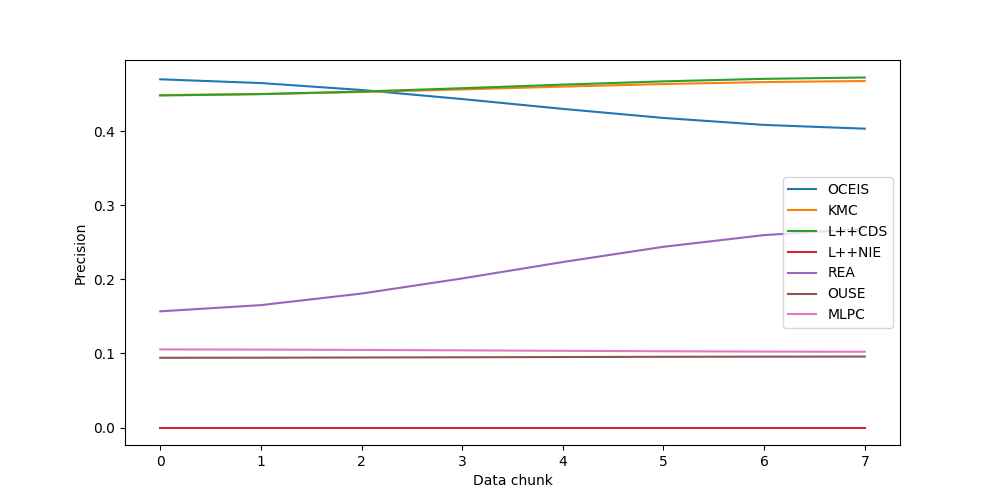 Precision
0.4
0.3
0.2
0.1
0.0
0 1 2 3 4 5 6 7
Data chunk
OCEIS
KMC
L++CDS
L++NIE
REA
OUSE
MLPC